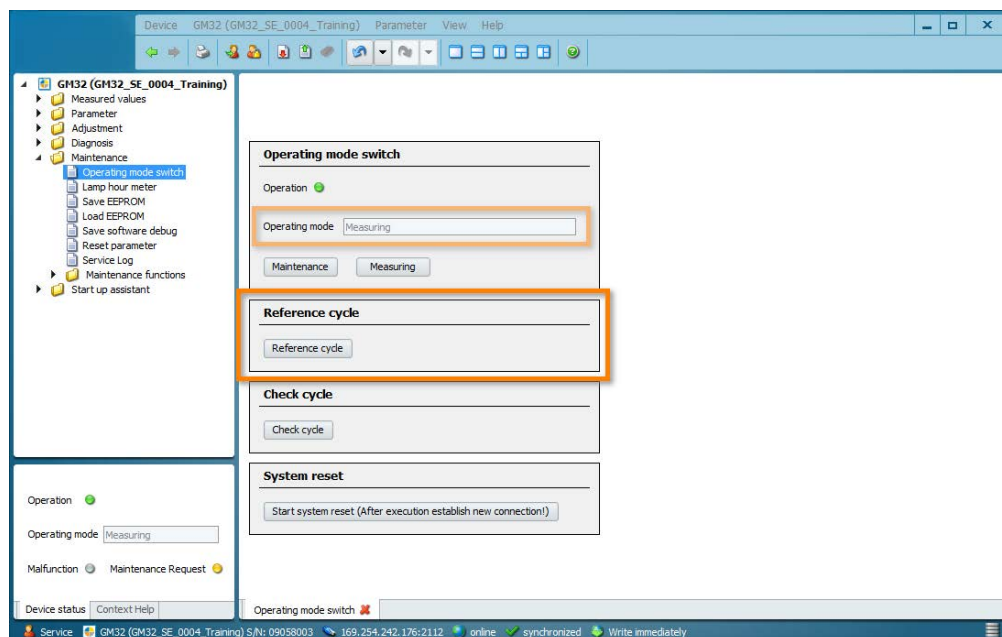 Device GM32 (GM32_SE_0004_Training) Parameter View Help
GM32 (GM32_SE_0004_Training)
Measured values
Parameter
Adjustment
Diagnosis
Maintenance
Operating mode switch
Lamp hour meter
Save EEPROM
Load EEPROM
Save software debug
Reset parameter
Service Log
Maintenance functions
Start up assistant
Operation
Operating mode Measuring
Malfunction Maintenance Request
Device status Context Help
Operating mode switch
Operation
Operating mode Measuring
Maintenance Measuring
Reference cycle
Reference cycle
Check cycle
Check cycle
System reset
Start system reset (After execution establish new connection!)
Operating mode switch
Service GM32 (GM32_SE_0004_Training) S/N: 09058003 169.254.242.176:2112 online synchronized Write immediately